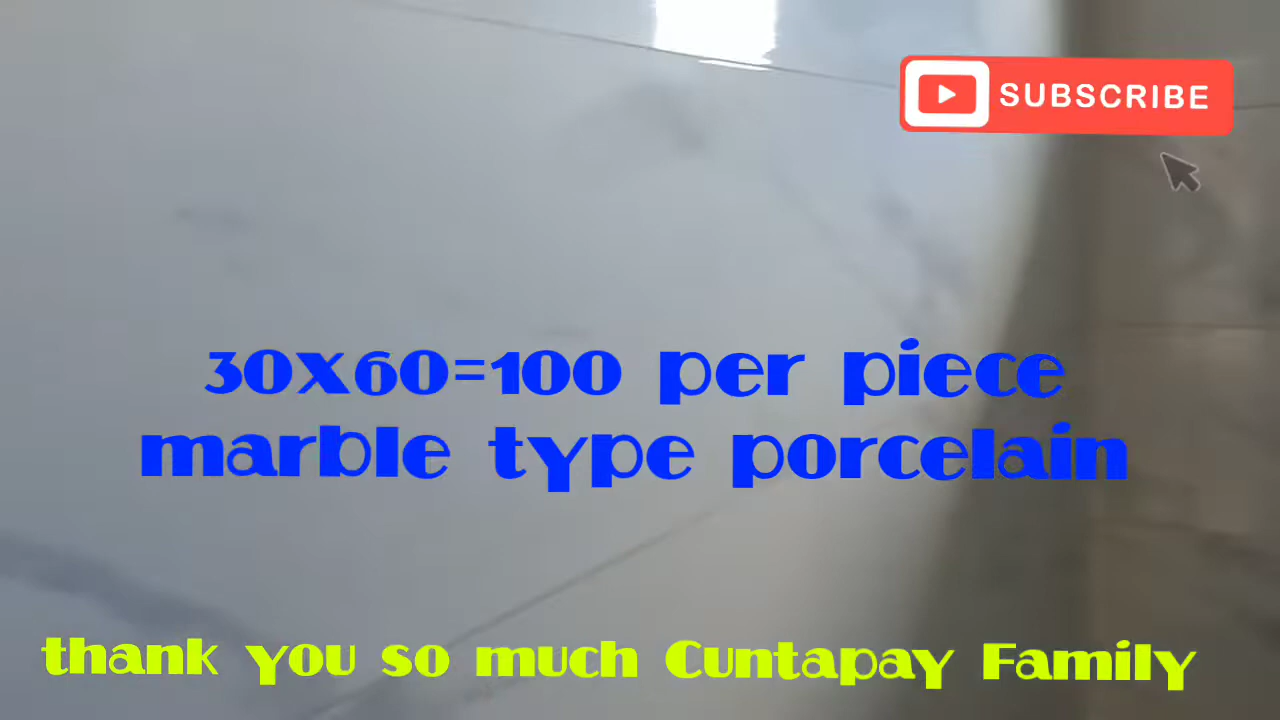 SUBSCRIBE
30x60=100 per piece
marble type porcelain
thank you so much Cuntapay Family